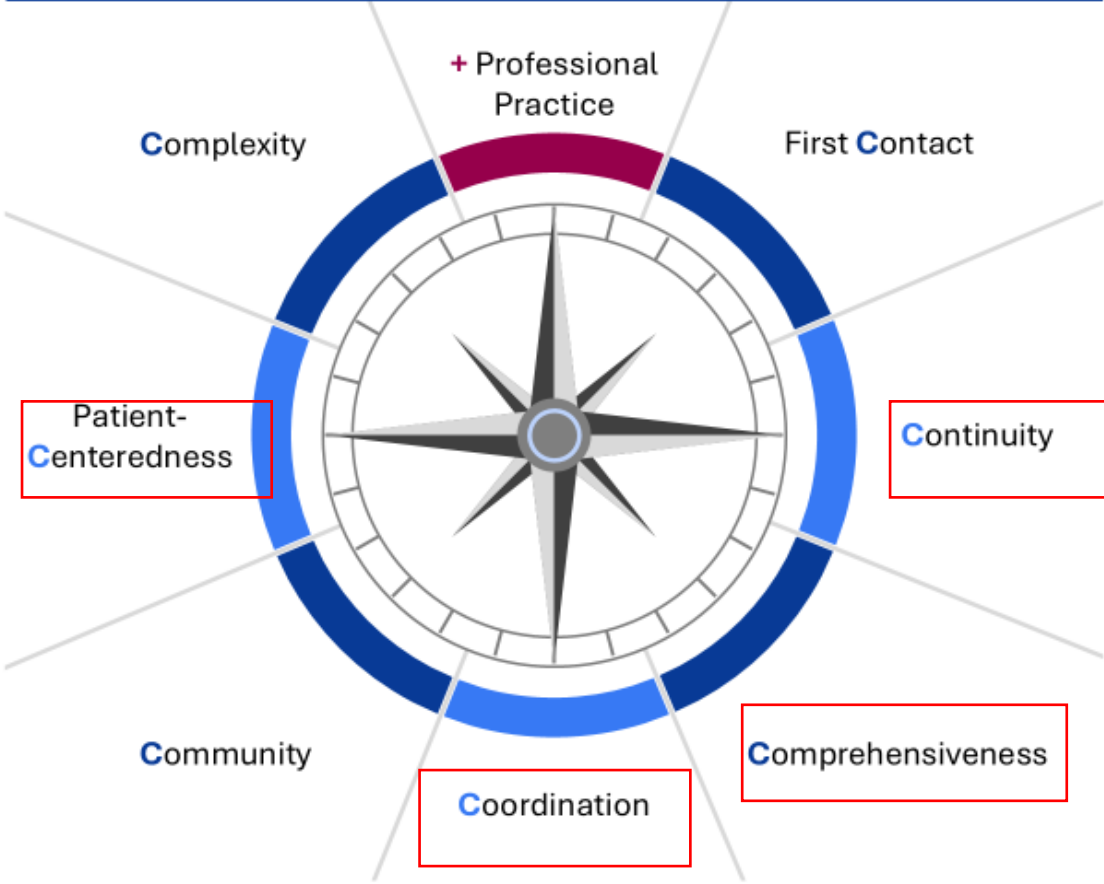 + Professional
Practice
Complexity
First Contact
Patient-
Centeredness
Continuity
Community
Comprehensiveness
Coordination